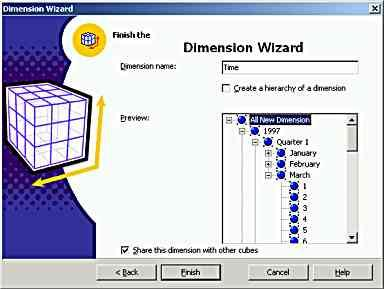 Dimension Wizard
Finish the
Dimension Wizard
Dimension name:
Time
Create a hierarchy of a dimension
Preview:
All New Dimension
1997
Quarter 1
January
February
March
1
2
3
4
5
6
Share this dimension with other cubes
< Back
Finish
Cancel
Help